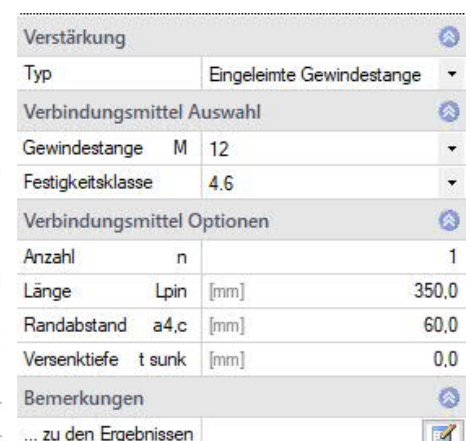 Verstärkung
Typ Eingeleimte Gewindestange
Verbindungsmittel Auswahl
Gewindestange M 12
Festigkeitsklasse 4.6
Verbindungsmittel Optionen
Anzahl n 1
Länge Lpin [mm] 350,0
Randabstand a4,c [mm] 60,0
Versenktiefe t sunk [mm] 0,0
Bemerkungen
... zu den Ergebnissen